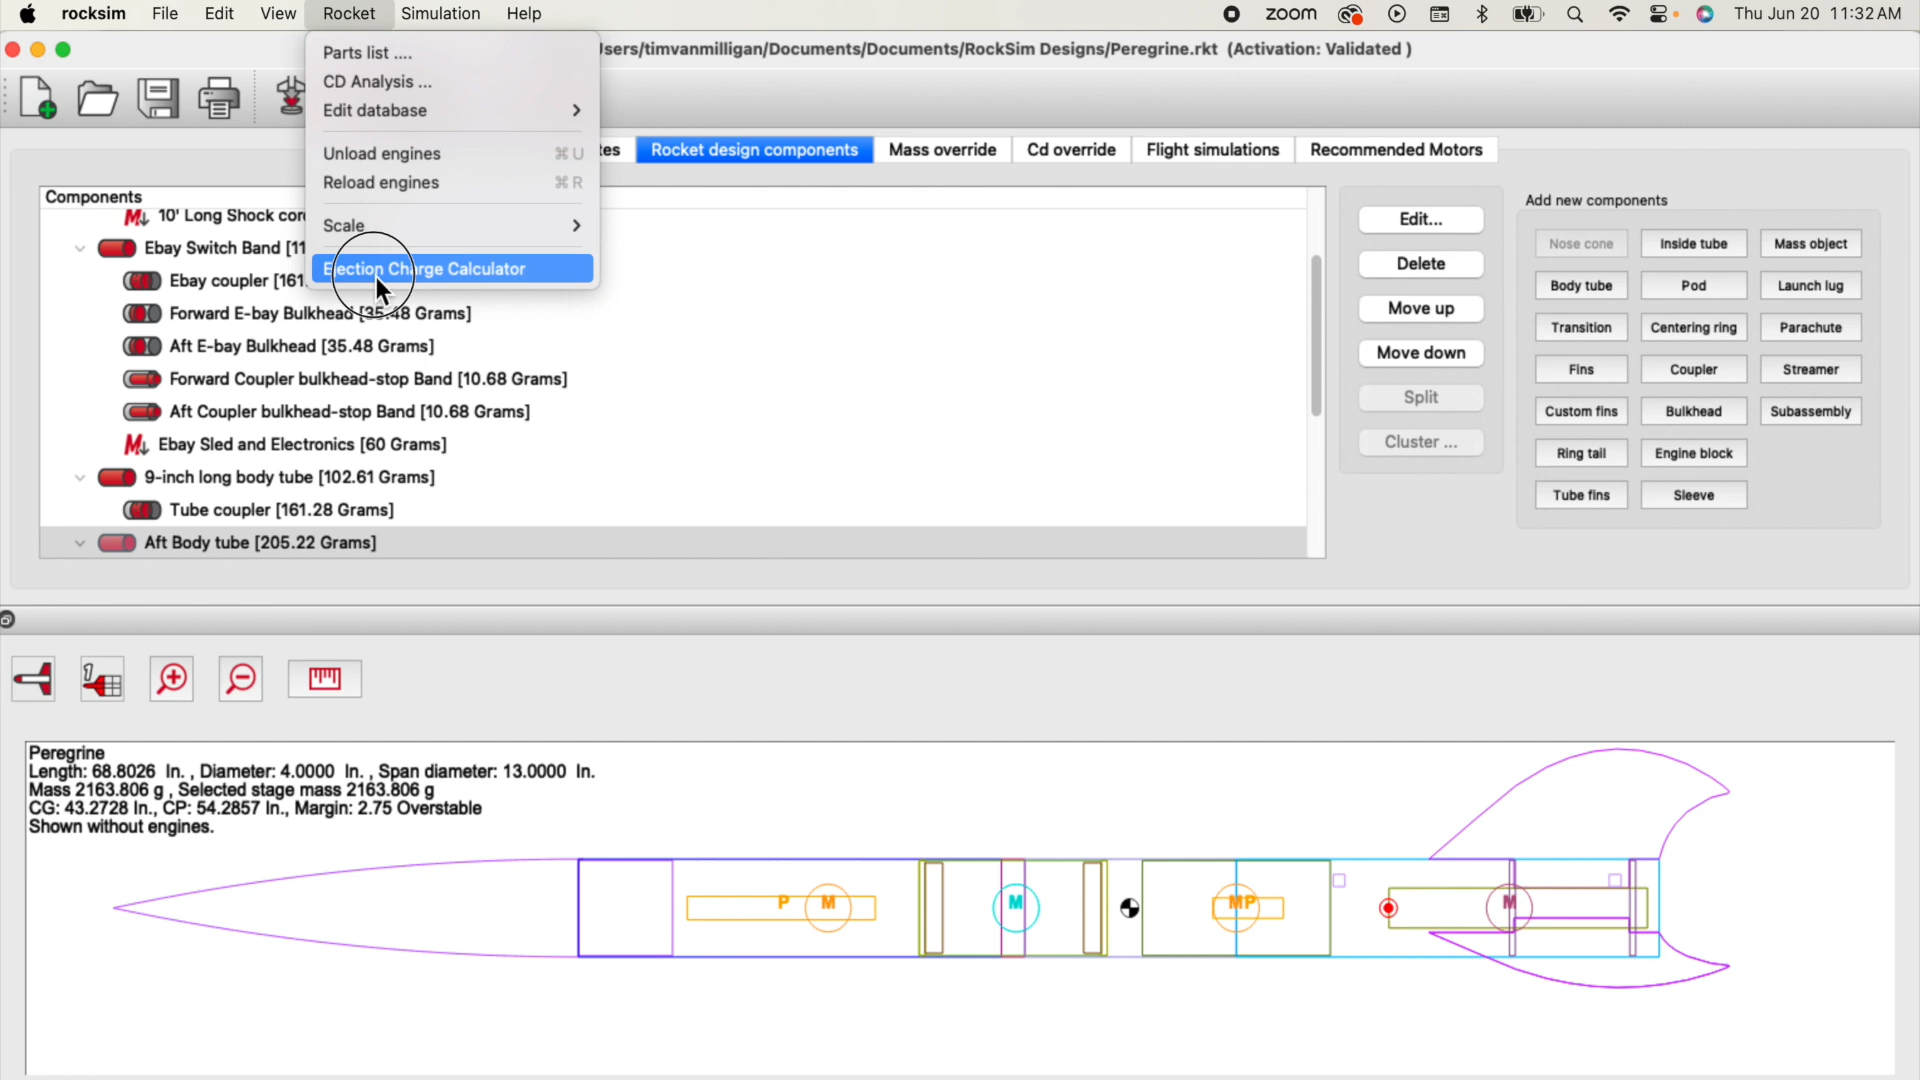 rocksim File Edit View Rocket Simulation Help zoom Thu Jun 20 11:32 AM
Parts list ....
CD Analysis ...
Edit database
Unload engines ⌘ U
Reload engines ⌘ R
Scale
Ejection Charge Calculator
sers/timvanmilligan/Documents/Documents/RockSim Designs/Peregrine.rkt (Activation: Validated )
tes Rocket design components Mass override Cd override Flight simulations Recommended Motors
Components
10' Long Shock cor
Ebay Switch Band [11
Ebay coupler [161.
Forward E-bay Bulkhead [35.48 Grams]
Aft E-bay Bulkhead [35.48 Grams]
Forward Coupler bulkhead-stop Band [10.68 Grams]
Aft Coupler bulkhead-stop Band [10.68 Grams]
Ebay Sled and Electronics [60 Grams]
9-inch long body tube [102.61 Grams]
Tube coupler [161.28 Grams]
Aft Body tube [205.22 Grams]
Edit...
Delete
Move up
Move down
Split
Cluster ...
Add new components
Nose cone Inside tube Mass object
Body tube Pod Launch lug
Transition Centering ring Parachute
Fins Coupler Streamer
Custom fins Bulkhead Subassembly
Ring tail Engine block
Tube fins Sleeve
Peregrine
Length: 68.8026 In. , Diameter: 4.0000 In. , Span diameter: 13.0000 In.
Mass 2163.806 g , Selected stage mass 2163.806 g
CG: 43.2728 In., CP: 54.2857 In., Margin: 2.75 Overstable
Shown without engines.
P M M MP M